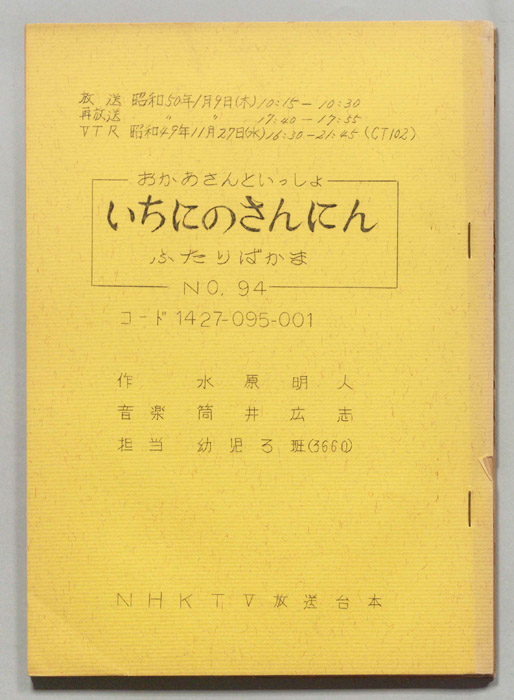 放送 昭和50年1月9日(木)10:15－10:30
再放送 〃 〃 17:40－17:55
VTR 昭和49年11月27日(水)16:30－21:45 (CT102)
おかあさんといっしょ
いちにのさんにん
ふたりばかま
NO. 94
コード 1427-095-001
作 水原明人
音楽 筒井広志
担当 幼児ろ班(3660)
NHKTV放送台本